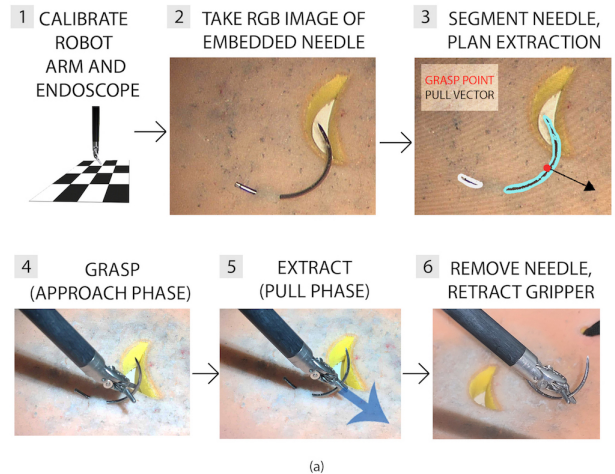 1 CALIBRATE
ROBOT
ARM AND
ENDOSCOPE
2 TAKE RGB IMAGE OF
EMBEDDED NEEDLE
3 SEGMENT NEEDLE,
PLAN EXTRACTION
GRASP POINT
PULL VECTOR
4 GRASP
(APPROACH PHASE)
5 EXTRACT
(PULL PHASE)
6 REMOVE NEEDLE,
RETRACT GRIPPER
(a)